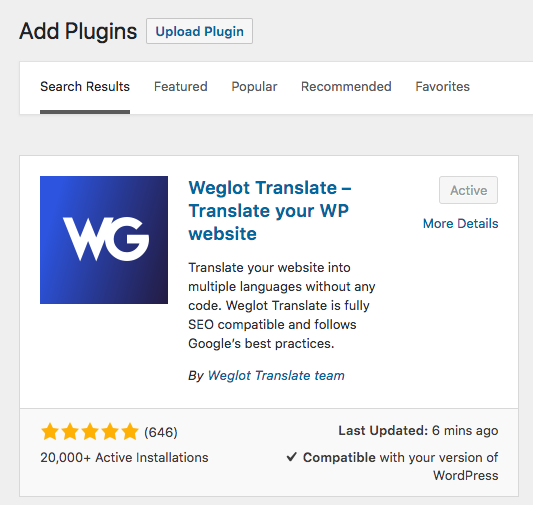 Add Plugins Upload Plugin
Search Results Featured Popular Recommended Favorites
WG
Weglot Translate –
Translate your WP
website
Active
More Details
Translate your website into
multiple languages without any
code. Weglot Translate is fully
SEO compatible and follows
Google's best practices.
By Weglot Translate team
(646)
20,000+ Active Installations
Last Updated: 6 mins ago
Compatible with your version of
WordPress